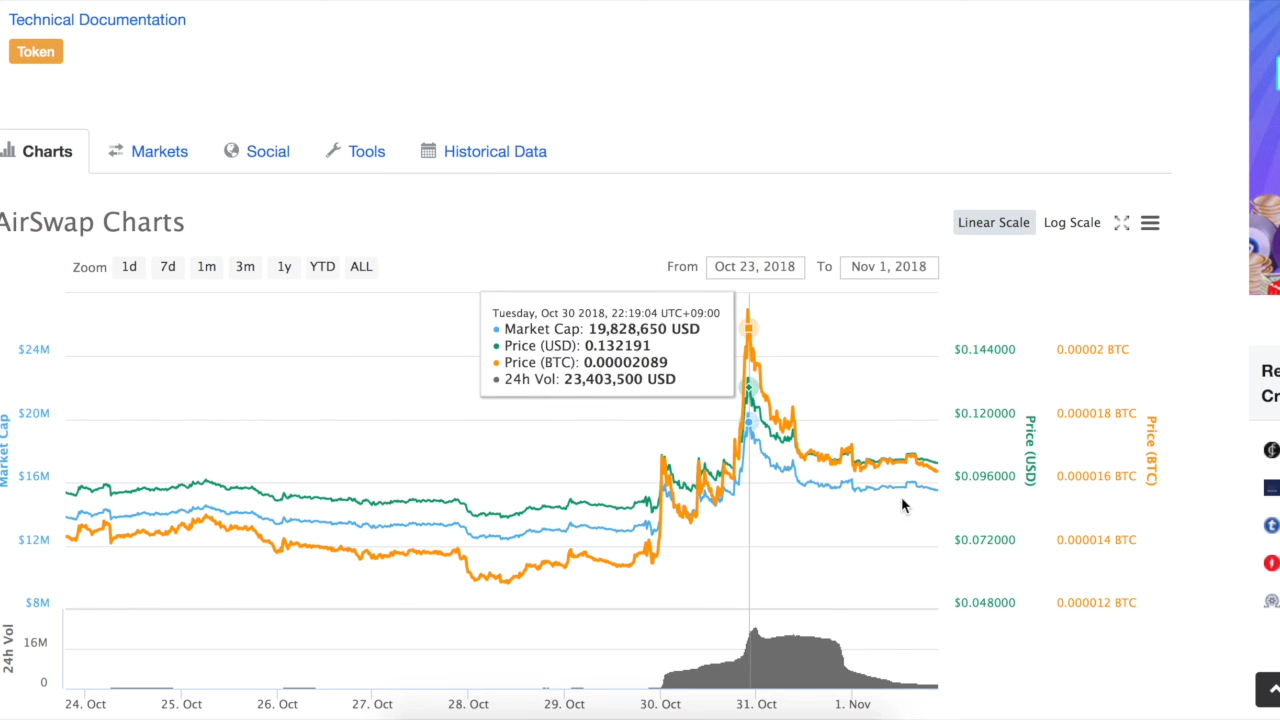 Technical Documentation
Token
Charts
Markets
Social
Tools
Historical Data
AirSwap Charts
Linear Scale
Log Scale
Zoom 1d 7d 1m 3m 1y YTD ALL
From Oct 23, 2018 To Nov 1, 2018
Tuesday, Oct 30 2018, 22:19:04 UTC+09:00
Market Cap: 19,828,650 USD
Price (USD): 0.132191
Price (BTC): 0.00002089
24h Vol: 23,403,500 USD
$24M
$20M
$16M
$12M
$8M
Market Cap
$0.144000
$0.120000
$0.096000
$0.072000
$0.048000
Price (USD)
0.00002 BTC
0.000018 BTC
0.000016 BTC
0.000014 BTC
0.000012 BTC
Price (BTC)
24h Vol
16M
0
24. Oct 25. Oct 26. Oct 27. Oct 28. Oct 29. Oct 30. Oct 31. Oct 1. Nov
Re
Cr